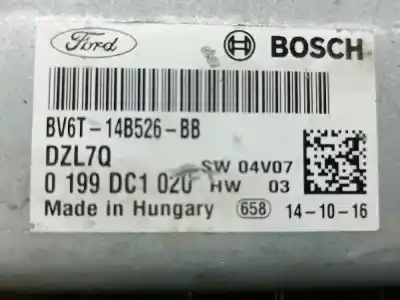 Ford BOSCH
BV6T-14B526-BB
DZL7Q
SW 04V07
0 199 DC1 020 HW 03
Made in Hungary 658 14-10-16